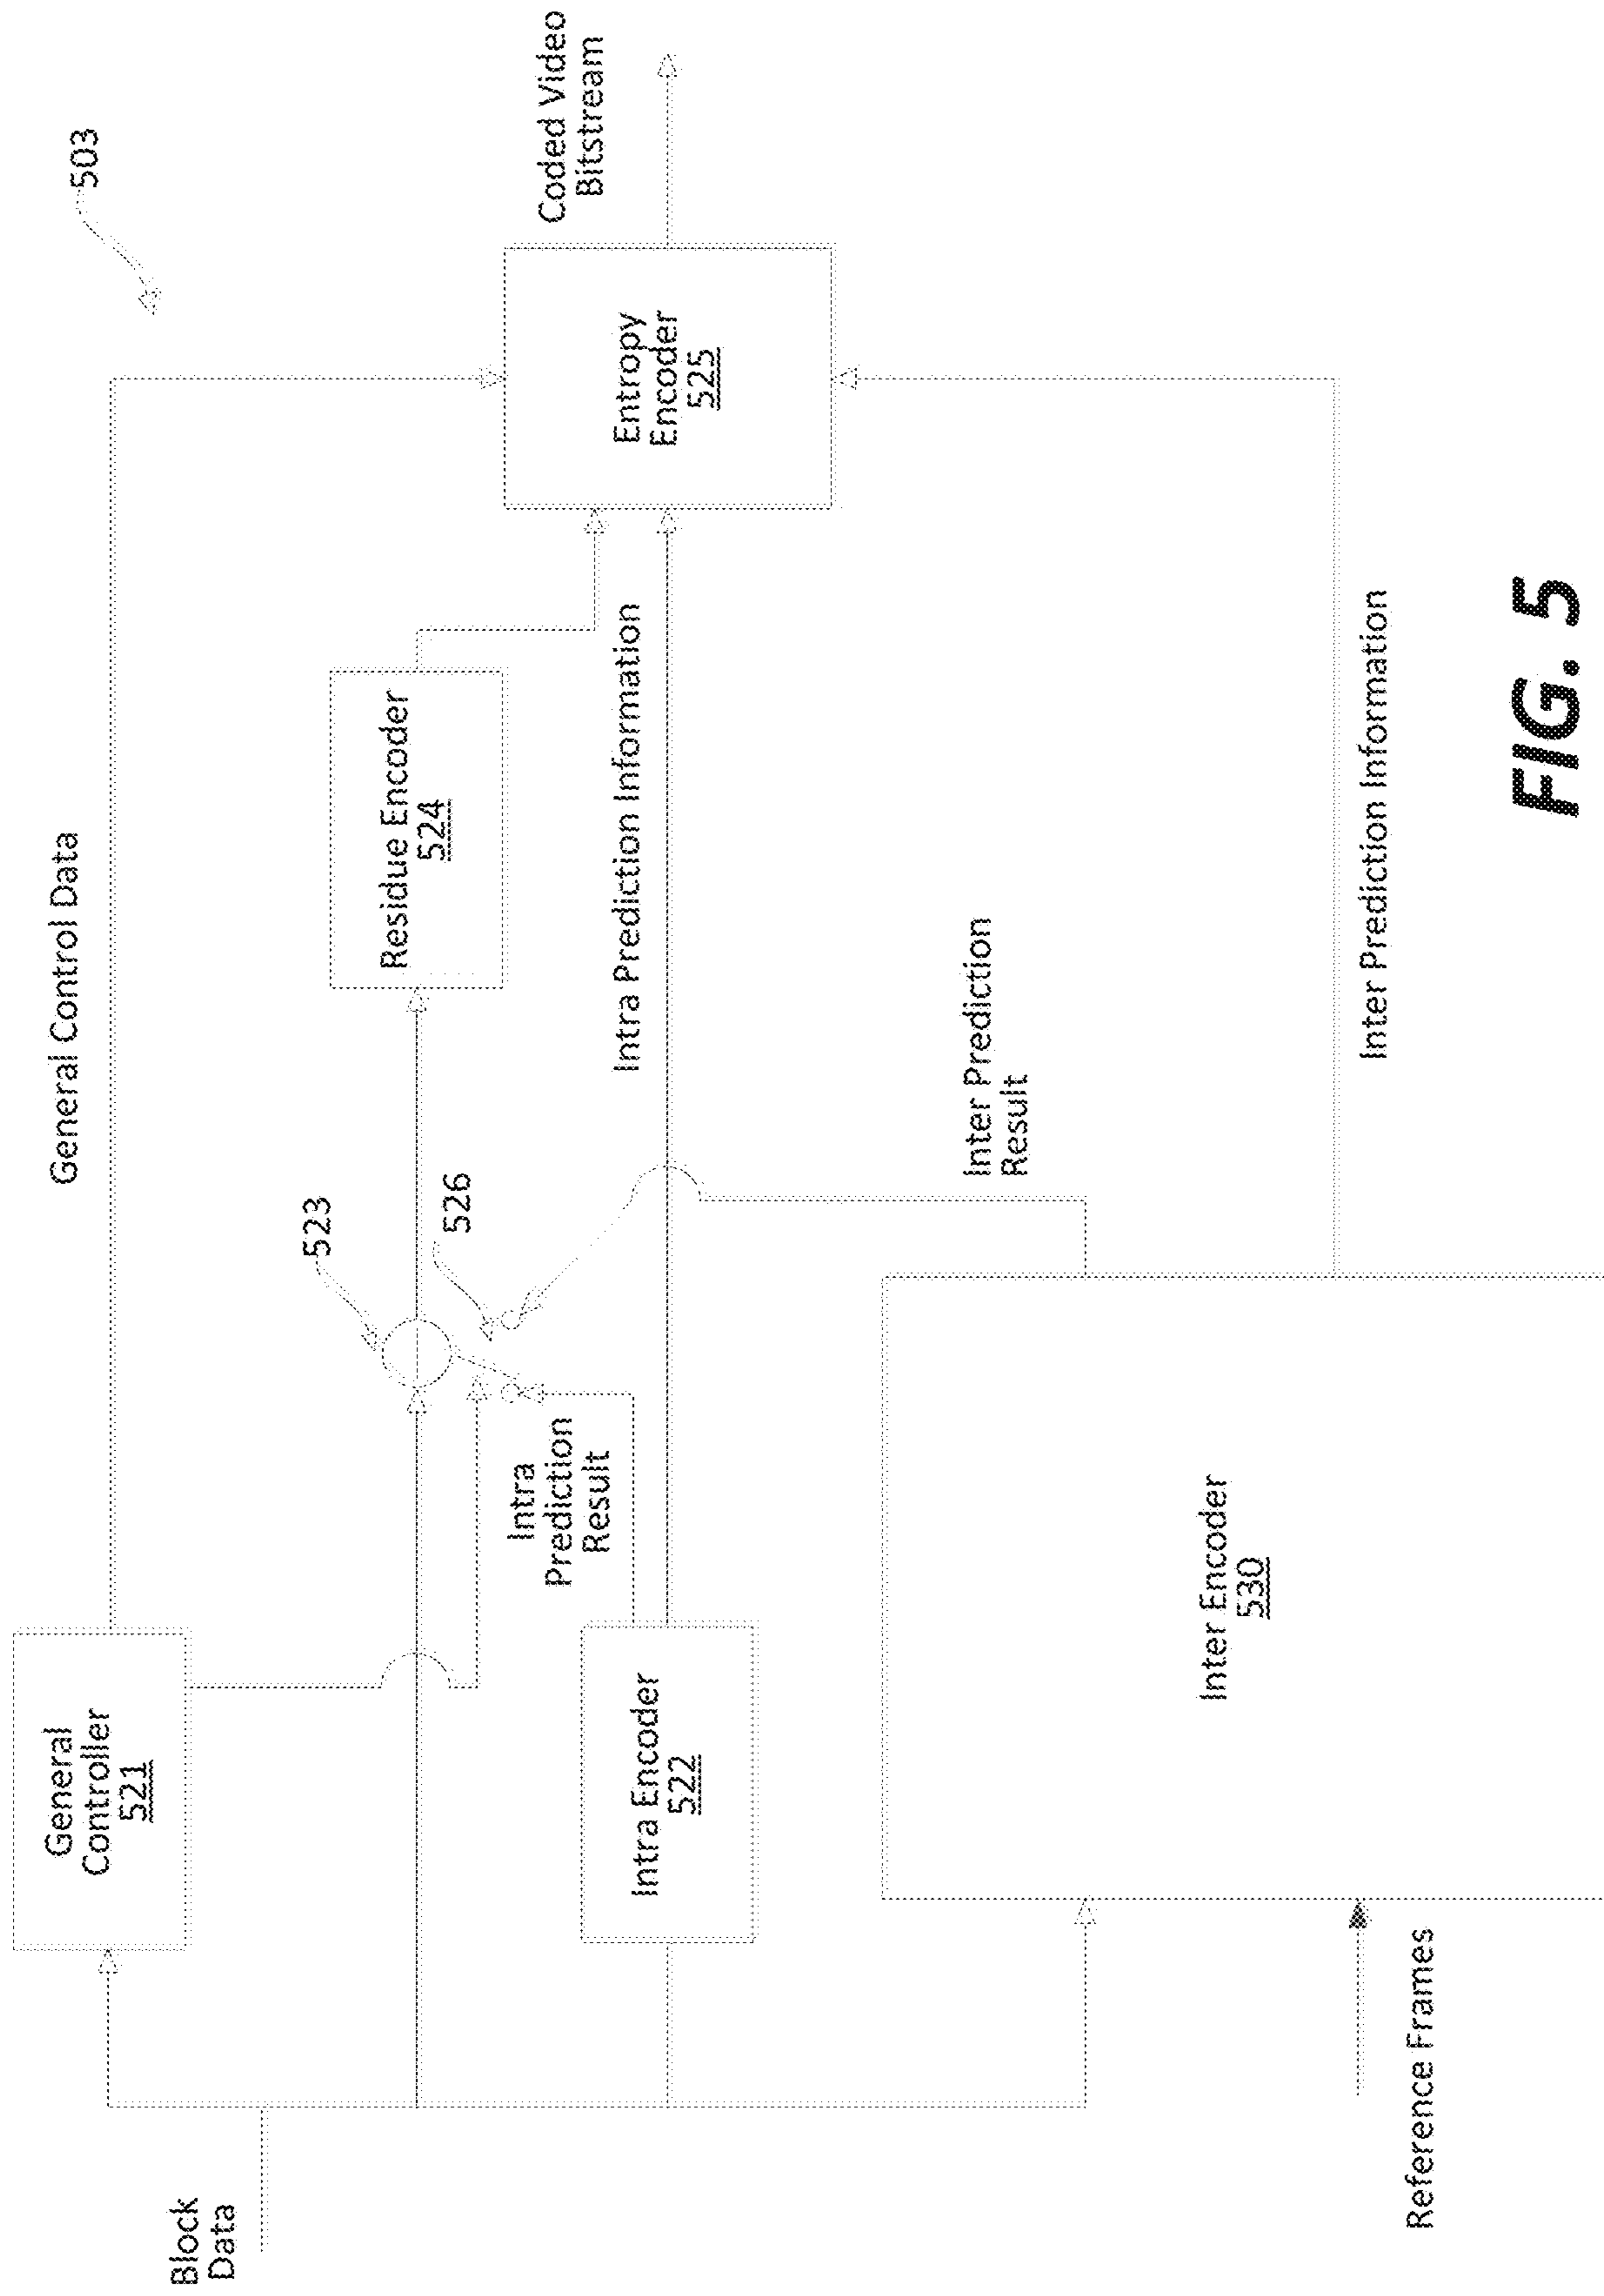 503
General Control Data
Coded Video
Bitstream
General
Controller
521
523
526
Residue Encoder
524
Entropy
Encoder
525
Block
Data
Intra
Prediction
Result
Intra Prediction Information
Intra Encoder
522
Inter Prediction
Result
Inter Encoder
530
Reference Frames
Inter Prediction Information
FIG. 5